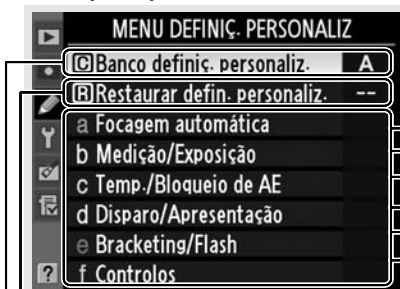 MENU DEFINIÇ. PERSONALIZ
C Banco definiç. personaliz. A
R Restaurar defin. personaliz. --
a Focagem automática
b Medição/Exposição
c Temp./Bloqueio de AE
d Disparo/Apresentação
e Bracketing/Flash
? f Controlos